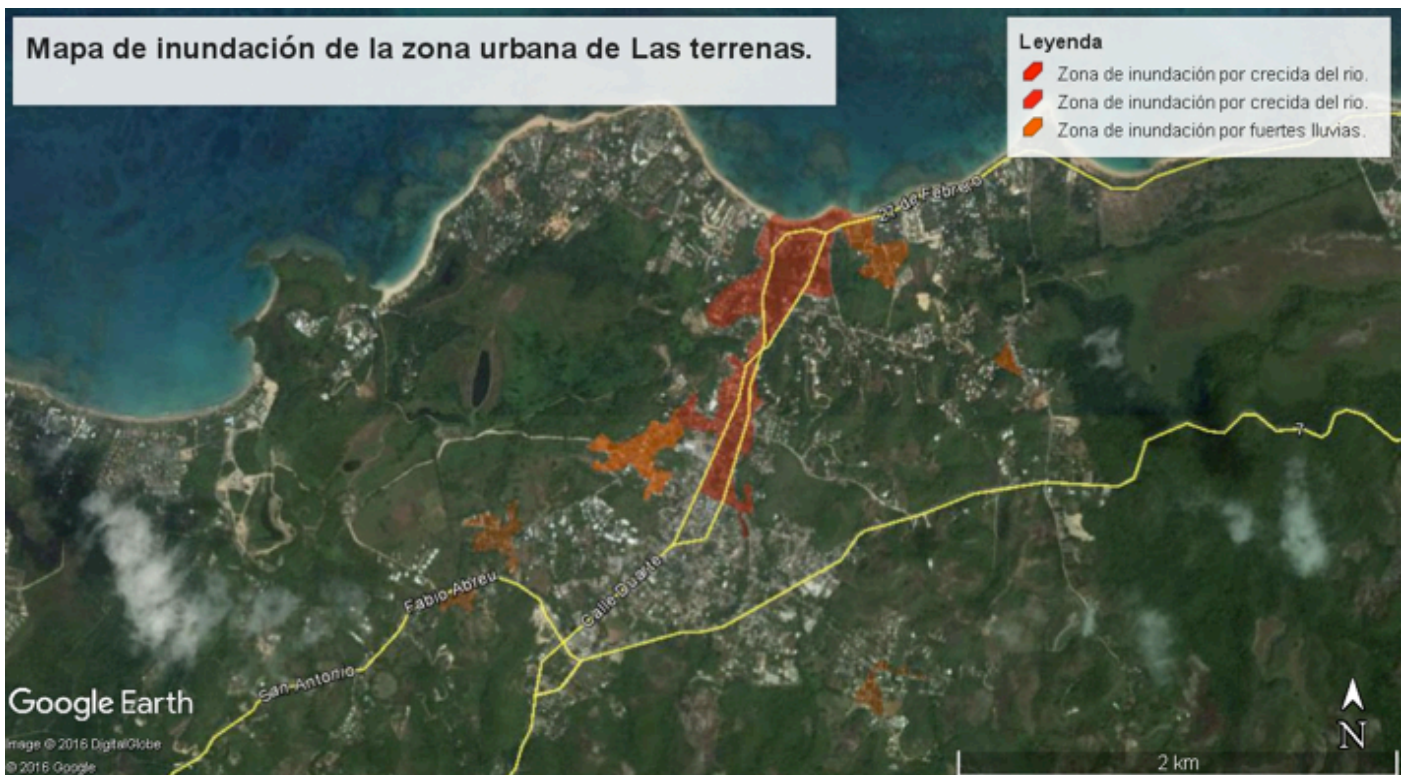 Mapa de inundación de la zona urbana de Las terrenas.
Leyenda
Zona de inundación por crecida del rio.
Zona de inundación por crecida del rio.
Zona de inundación por fuertes lluvias.
27 de Febrero
7
Calle Duarte
Fabio Abreu
San Antonio
Google Earth
Image © 2016 DigitalGlobe
© 2016 Google
N
2 km